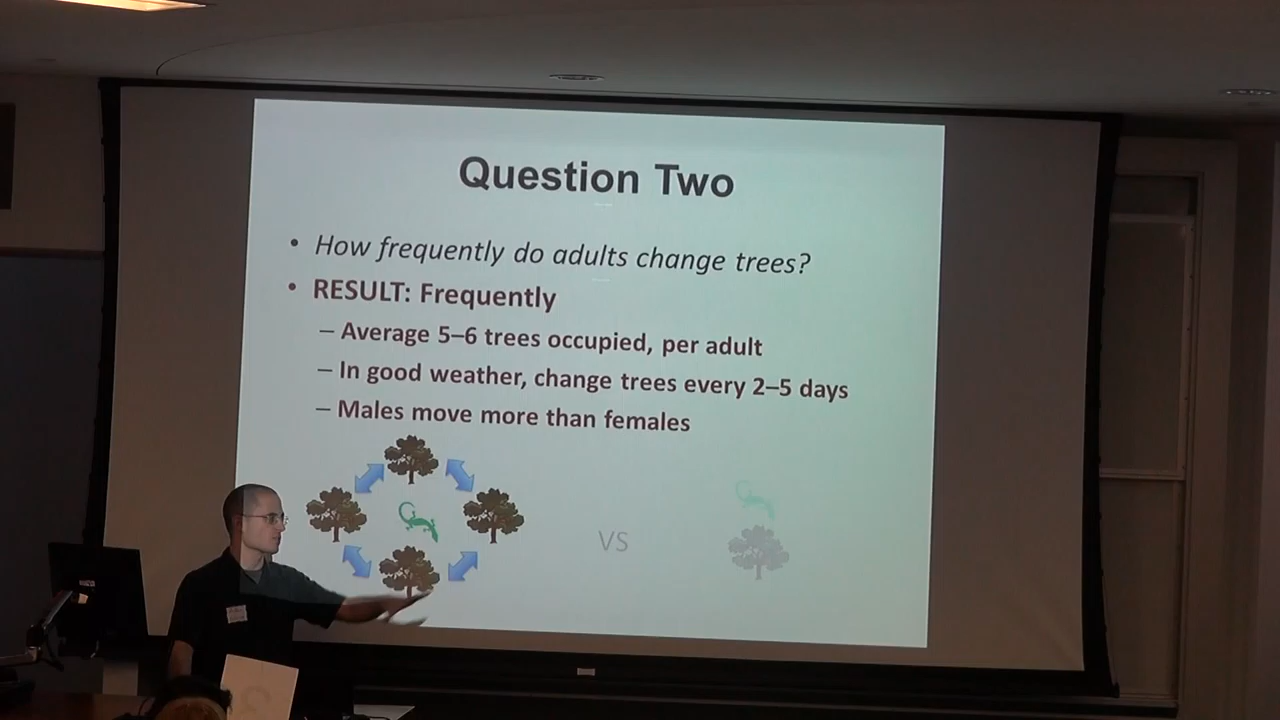 Question Two
• How frequently do adults change trees?
• RESULT: Frequently
– Average 5–6 trees occupied, per adult
– In good weather, change trees every 2–5 days
– Males move more than females
VS